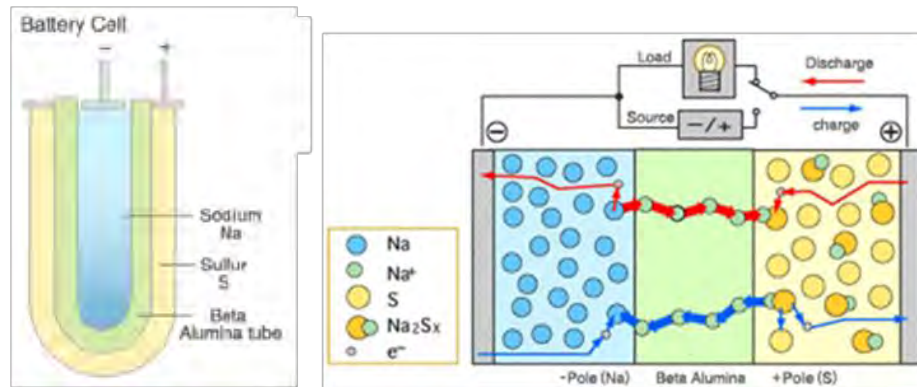 Battery Cell
− +
Sodium
Na
Sulfur
S
Beta
Alumina tube
Load
Discharge
Source
−/+
charge
− +
Na
Na⁺
S
Na₂Sx
e⁻
-Pole (Na) Beta Alumina +Pole (S)